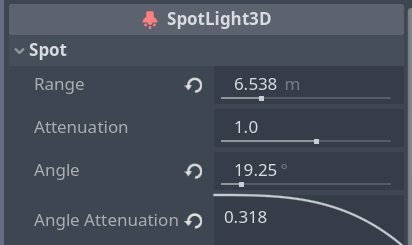 SpotLight3D
Spot
Range 6.538 m
Attenuation 1.0
Angle 19.25 °
Angle Attenuation 0.318